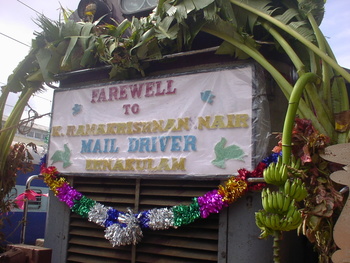 FAREWELL
TO
K.RAMAKRISHNAN NAIR
MAIL DRIVER
ERNAKULAM